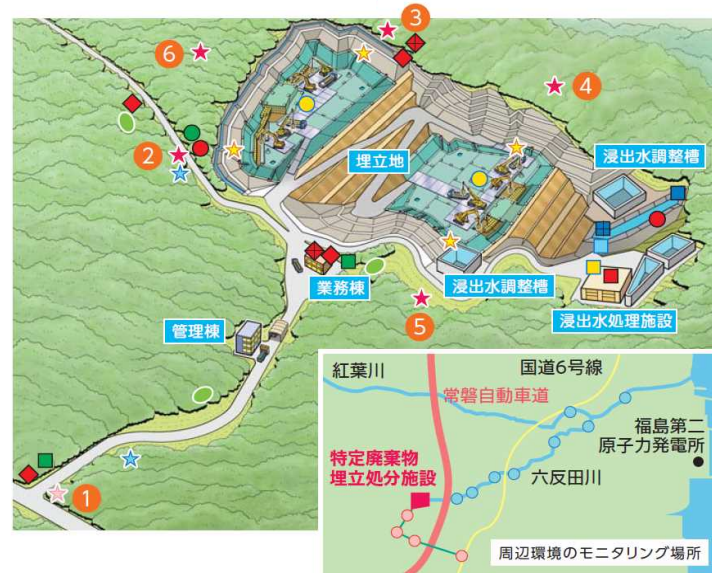 ③
⑥
④
②
埋立地
浸出水調整槽
業務棟
浸出水調整槽
⑤
浸出水処理施設
管理棟
①
紅葉川
国道6号線
常磐自動車道
福島第二
原子力発電所
特定廃棄物
埋立処分施設
六反田川
周辺環境のモニタリング場所